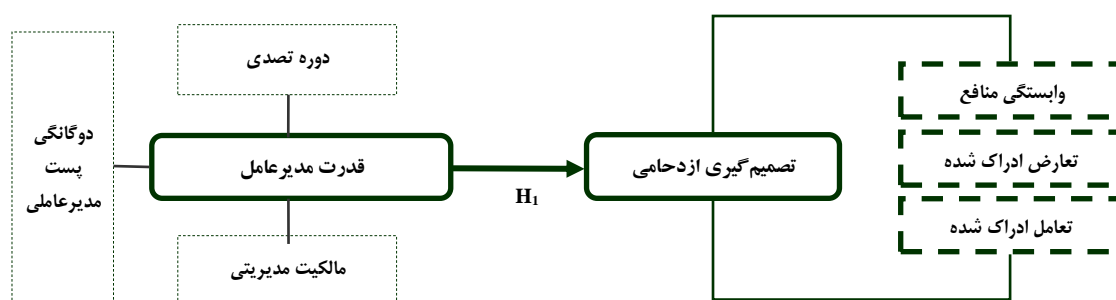 دوره تصدی
دوگانگی
پست
مدیرعاملی
قدرت مدیرعامل
مالکیت مدیریتی
H1
تصمیم‌گیری ازدحامی
وابستگی منافع
تعارض ادراک شده
تعامل ادراک شده